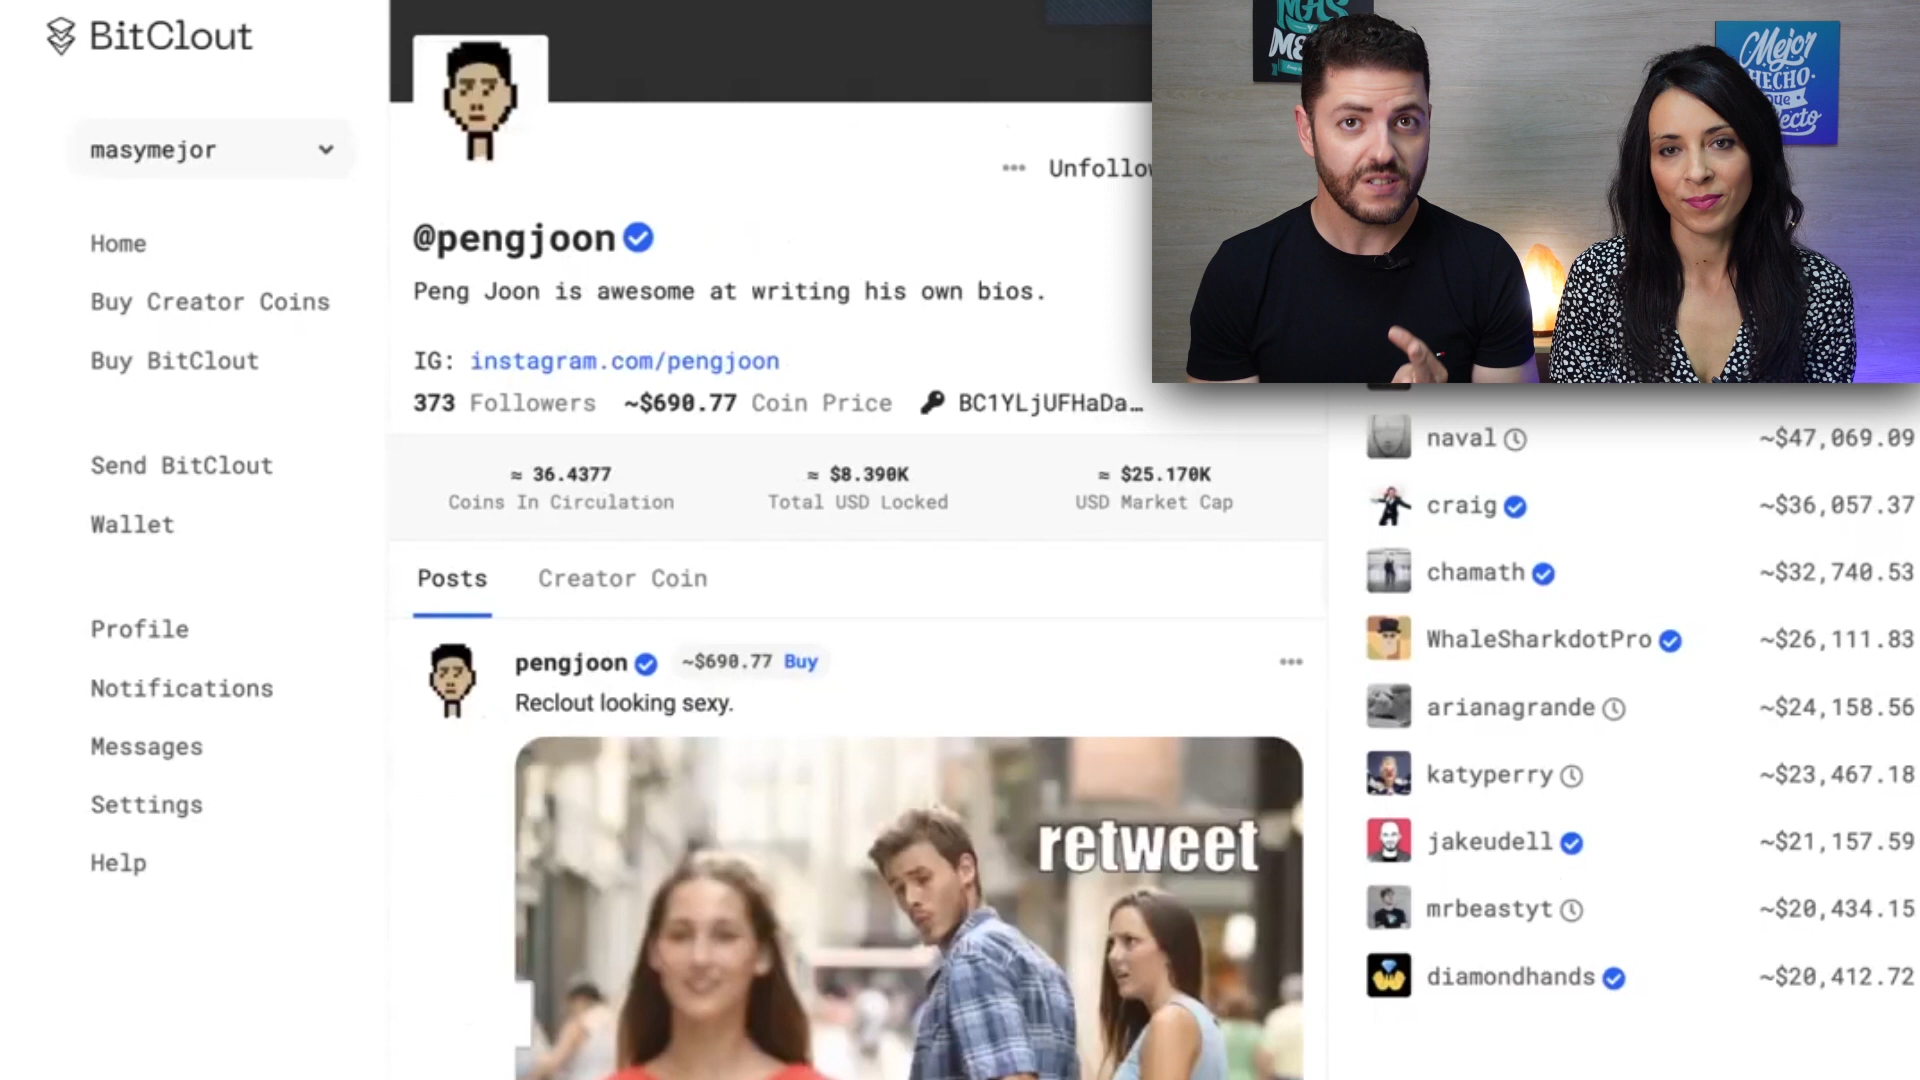 BitClout
masymejor
Home
Buy Creator Coins
Buy BitClout
Send BitClout
Wallet
Profile
Notifications
Messages
Settings
Help
Unfollow
@pengjoon
Peng Joon is awesome at writing his own bios.
IG: instagram.com/pengjoon
373 Followers ~$690.77 Coin Price BC1YLjUFHaDa…
≈ 36.4377
Coins In Circulation
≈ $8.390K
Total USD Locked
≈ $25.170K
USD Market Cap
Posts Creator Coin
pengjoon ~$690.77 Buy
Reclout looking sexy.
retweet
MAS
Y
Mejor
HECHO
que
naval ~$47,069.09
craig ~$36,057.37
chamath ~$32,740.53
WhaleSharkdotPro ~$26,111.83
arianagrande ~$24,158.56
katyperry ~$23,467.18
jakeudell ~$21,157.59
mrbeastyt ~$20,434.15
diamondhands ~$20,412.72